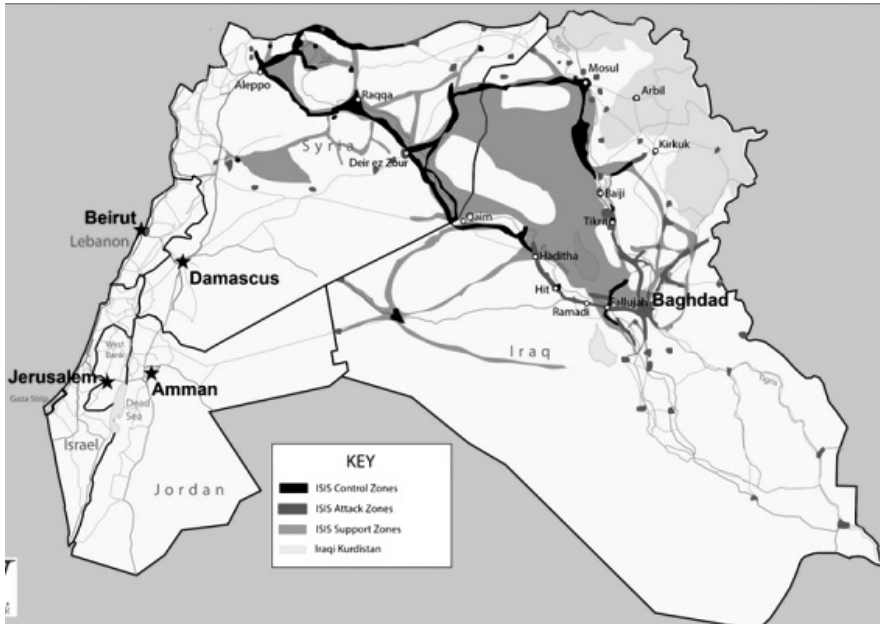 Mosul
Arbil
Aleppo
Raqqa
Syria
Kirkuk
Deir ez Zour
Baiji
Beirut
Qaim
Tikrit
Lebanon
Haditha
Damascus
Hit
Baghdad
Ramadi
Fallujah
West
Bank
Iraq
Jerusalem
Amman
Tigris
Gaza Strip
Dead
Sea
Israel
Jordan
KEY
ISIS Control Zones
ISIS Attack Zones
ISIS Support Zones
Iraqi Kurdistan